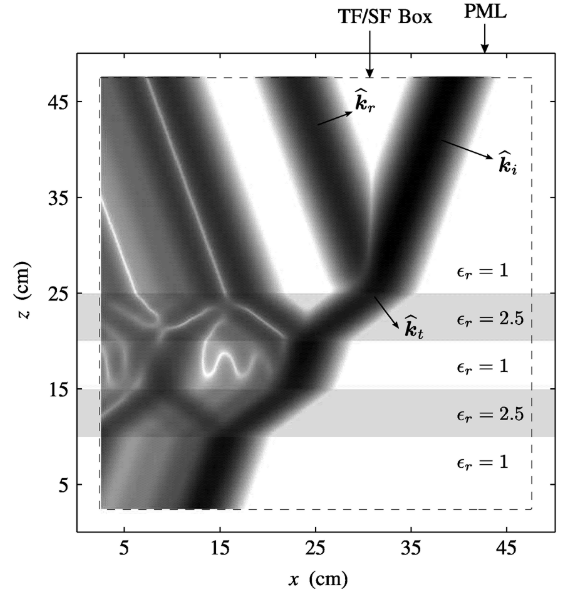 TF/SF Box PML
45
35
25
15
5
z (cm)
k̂ᵣ
k̂ᵢ
k̂ₜ
ϵᵣ = 1
ϵᵣ = 2.5
ϵᵣ = 1
ϵᵣ = 2.5
ϵᵣ = 1
5 15 25 35 45
x (cm)